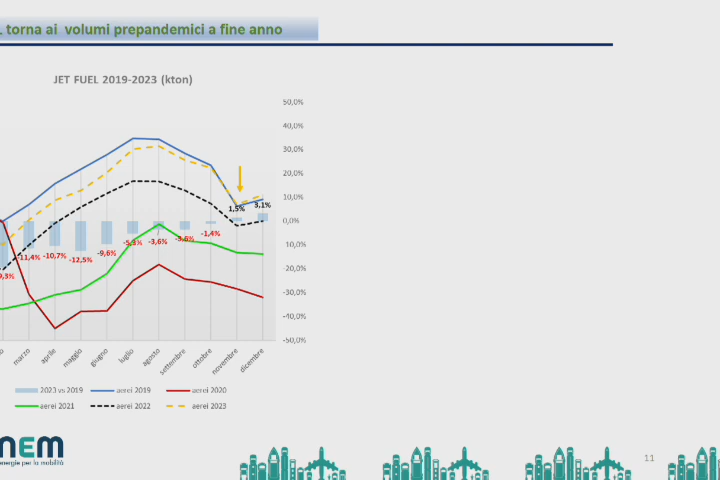 torna ai volumi prepandemici a fine anno
JET FUEL 2019-2023 (kton)
50,0%
40,0%
30,0%
20,0%
10,0%
0,0%
-10,0%
-20,0%
-30,0%
-40,0%
-50,0%
9,3%
-11,4%
-10,7%
-12,5%
-9,6%
-5,3%
-3,6%
-3,6%
-1,4%
1,5%
3,1%
marzo
aprile
maggio
giugno
luglio
agosto
settembre
ottobre
novembre
dicembre
2023 vs 2019
aerei 2019
aerei 2020
aerei 2021
aerei 2022
aerei 2023
nem
energie per la mobilità
11